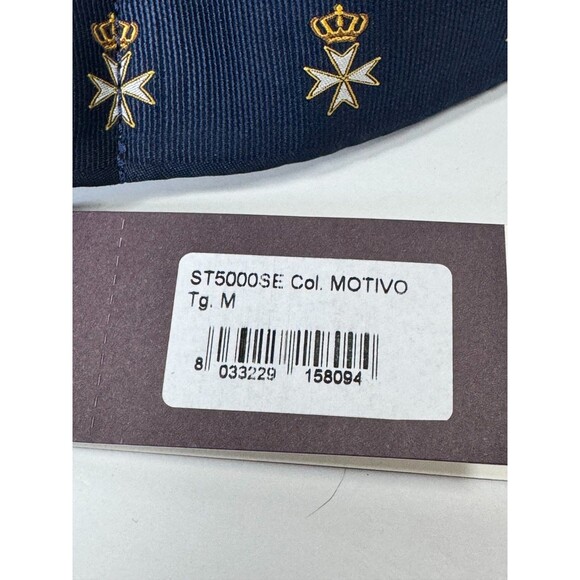 ST5000SE Col. MOTIVO
Tg. M
8 033229 158094